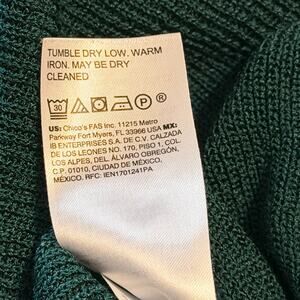 TUMBLE DRY LOW. WARM
IRON. MAY BE DRY
CLEANED
30 P ®
US: Chico's FAS Inc. 11215 Metro
Parkway Fort Myers, FL 33966 USA MX:
IB ENTERPRISES S.A. DE C.V. CALZADA
DE LOS LEONES NO. 170, PISO 1, COL
LOS ALPES, DEL. ÁLVARO OBREGÓN,
C.P. 01010, CIUDAD DE MÉXICO,
MÉXICO. RFC: IEN1701241PA